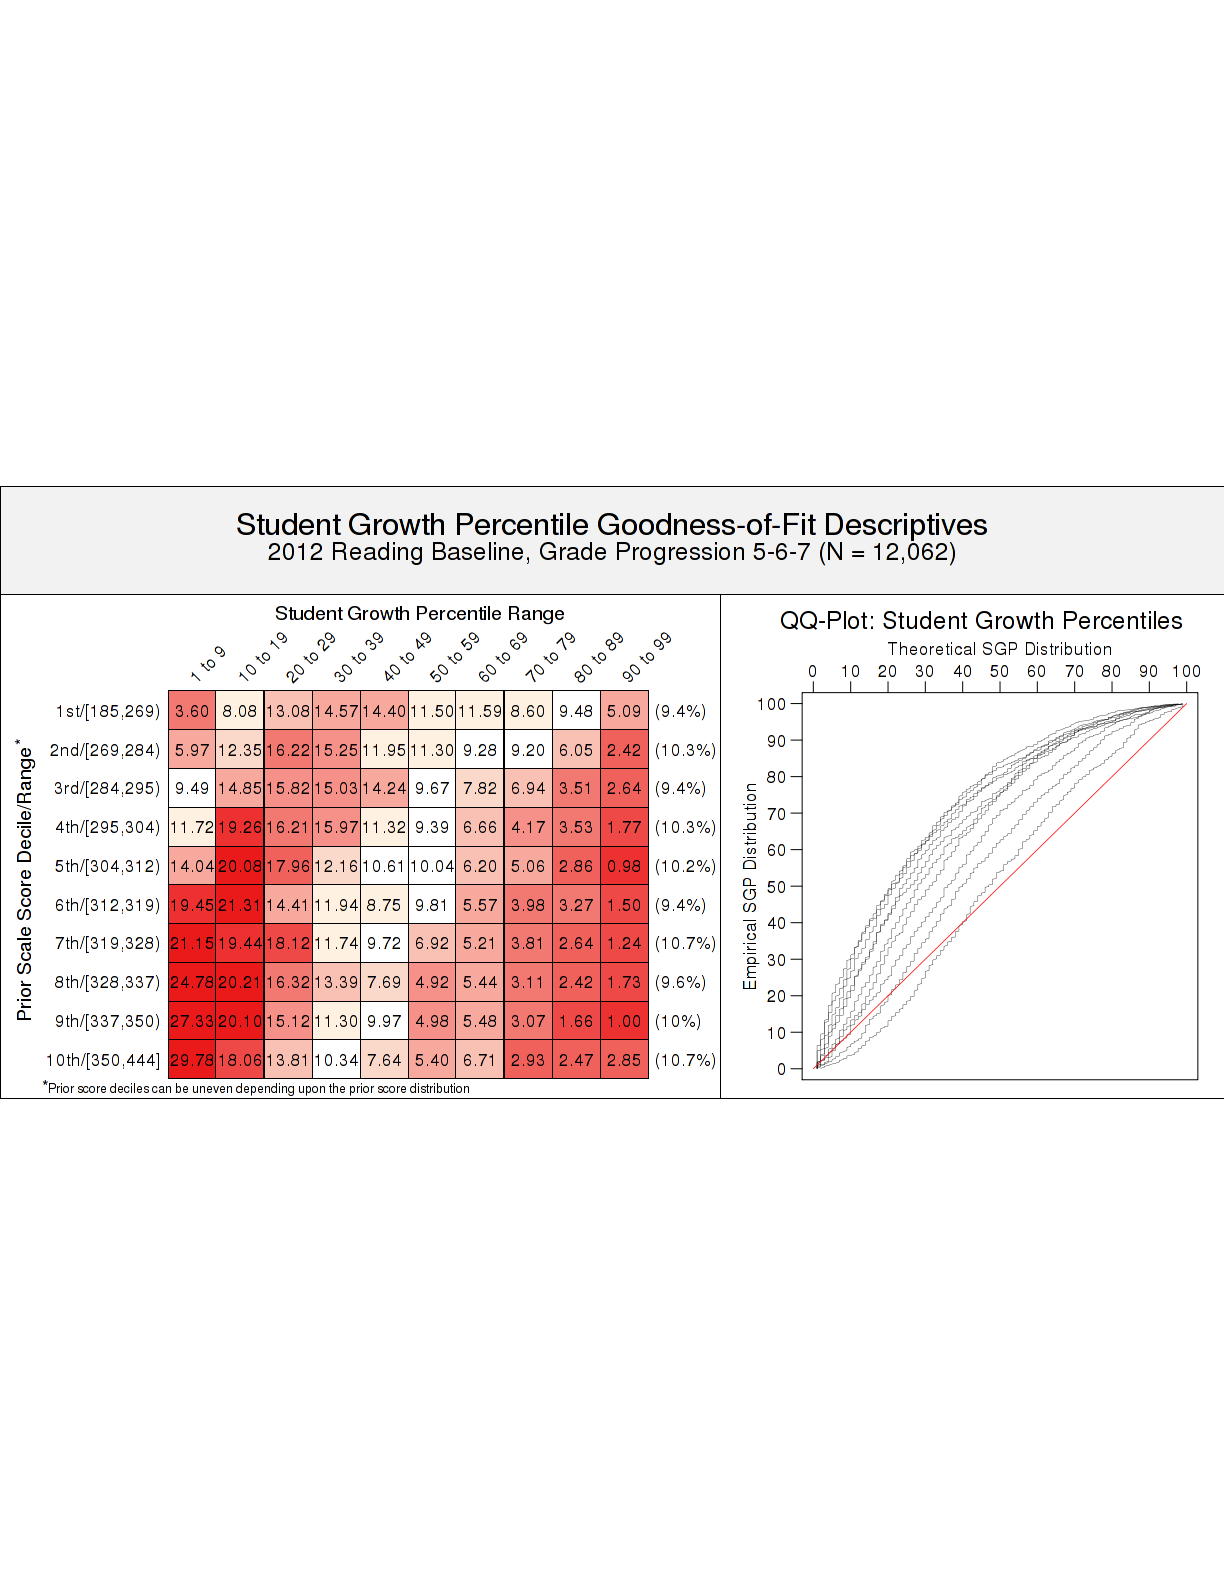 Student Growth Percentile Goodness-of-Fit Descriptives
2012 Reading Baseline, Grade Progression 5-6-7 (N = 12,062)
Student Growth Percentile Range
1 to 9 10 to 19 20 to 29 30 to 39 40 to 49 50 to 59 60 to 69 70 to 79 80 to 89 90 to 99
Prior Scale Score Decile/Range*
1st/[185,269) 3.60 8.08 13.08 14.57 14.40 11.50 11.59 8.60 9.48 5.09 (9.4%)
2nd/[269,284) 5.97 12.35 16.22 15.25 11.95 11.30 9.28 9.20 6.05 2.42 (10.3%)
3rd/[284,295) 9.49 14.85 15.82 15.03 14.24 9.67 7.82 6.94 3.51 2.64 (9.4%)
4th/[295,304) 11.72 19.26 16.21 15.97 11.32 9.39 6.66 4.17 3.53 1.77 (10.3%)
5th/[304,312) 14.04 20.08 17.96 12.16 10.61 10.04 6.20 5.06 2.86 0.98 (10.2%)
6th/[312,319) 19.45 21.31 14.41 11.94 8.75 9.81 5.57 3.98 3.27 1.50 (9.4%)
7th/[319,328) 21.15 19.44 18.12 11.74 9.72 6.92 5.21 3.81 2.64 1.24 (10.7%)
8th/[328,337) 24.78 20.21 16.32 13.39 7.69 4.92 5.44 3.11 2.42 1.73 (9.6%)
9th/[337,350) 27.33 20.10 15.12 11.30 9.97 4.98 5.48 3.07 1.66 1.00 (10%)
10th/[350,444] 29.78 18.06 13.81 10.34 7.64 5.40 6.71 2.93 2.47 2.85 (10.7%)
*Prior score deciles can be uneven depending upon the prior score distribution
QQ-Plot: Student Growth Percentiles
Theoretical SGP Distribution
0 10 20 30 40 50 60 70 80 90 100
Empirical SGP Distribution
100
90
80
70
60
50
40
30
20
10
0